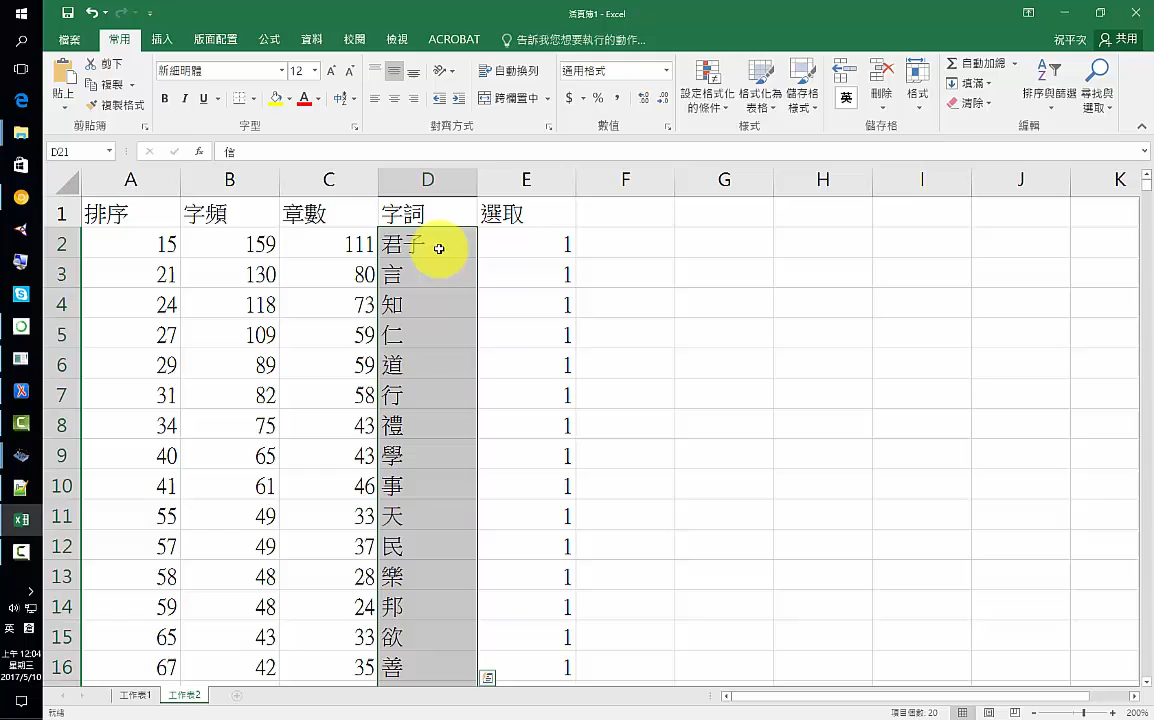 活頁簿1 - Excel
檔案 常用 插入 版面配置 公式 資料 校閱 檢視 ACROBAT 告訴我您想要執行的動作... 祝平次 共用
貼上 剪下 複製 複製格式 剪貼簿
新細明體 12 字型
自動換列 跨欄置中 對齊方式
通用格式 數值
設定格式化的條件 格式化為表格 儲存格樣式 樣式
英 刪除 格式 儲存格
自動加總 填滿 清除 排序與篩選 尋找與選取 編輯
D21 fx 信
A B C D E F G H I J K
1 排序 字頻 章數 字詞 選取
2 15 159 111 君子 1
3 21 130 80 言 1
4 24 118 73 知 1
5 27 109 59 仁 1
6 29 89 59 道 1
7 31 82 58 行 1
8 34 75 43 禮 1
9 40 65 43 學 1
10 41 61 46 事 1
11 55 49 33 天 1
12 57 49 37 民 1
13 58 48 28 樂 1
14 59 48 24 邦 1
15 65 43 33 欲 1
16 67 42 35 善 1
工作表1 工作表2
就緒 項目個數: 20 200%
英
上午 12:04
星期三
2017/5/10